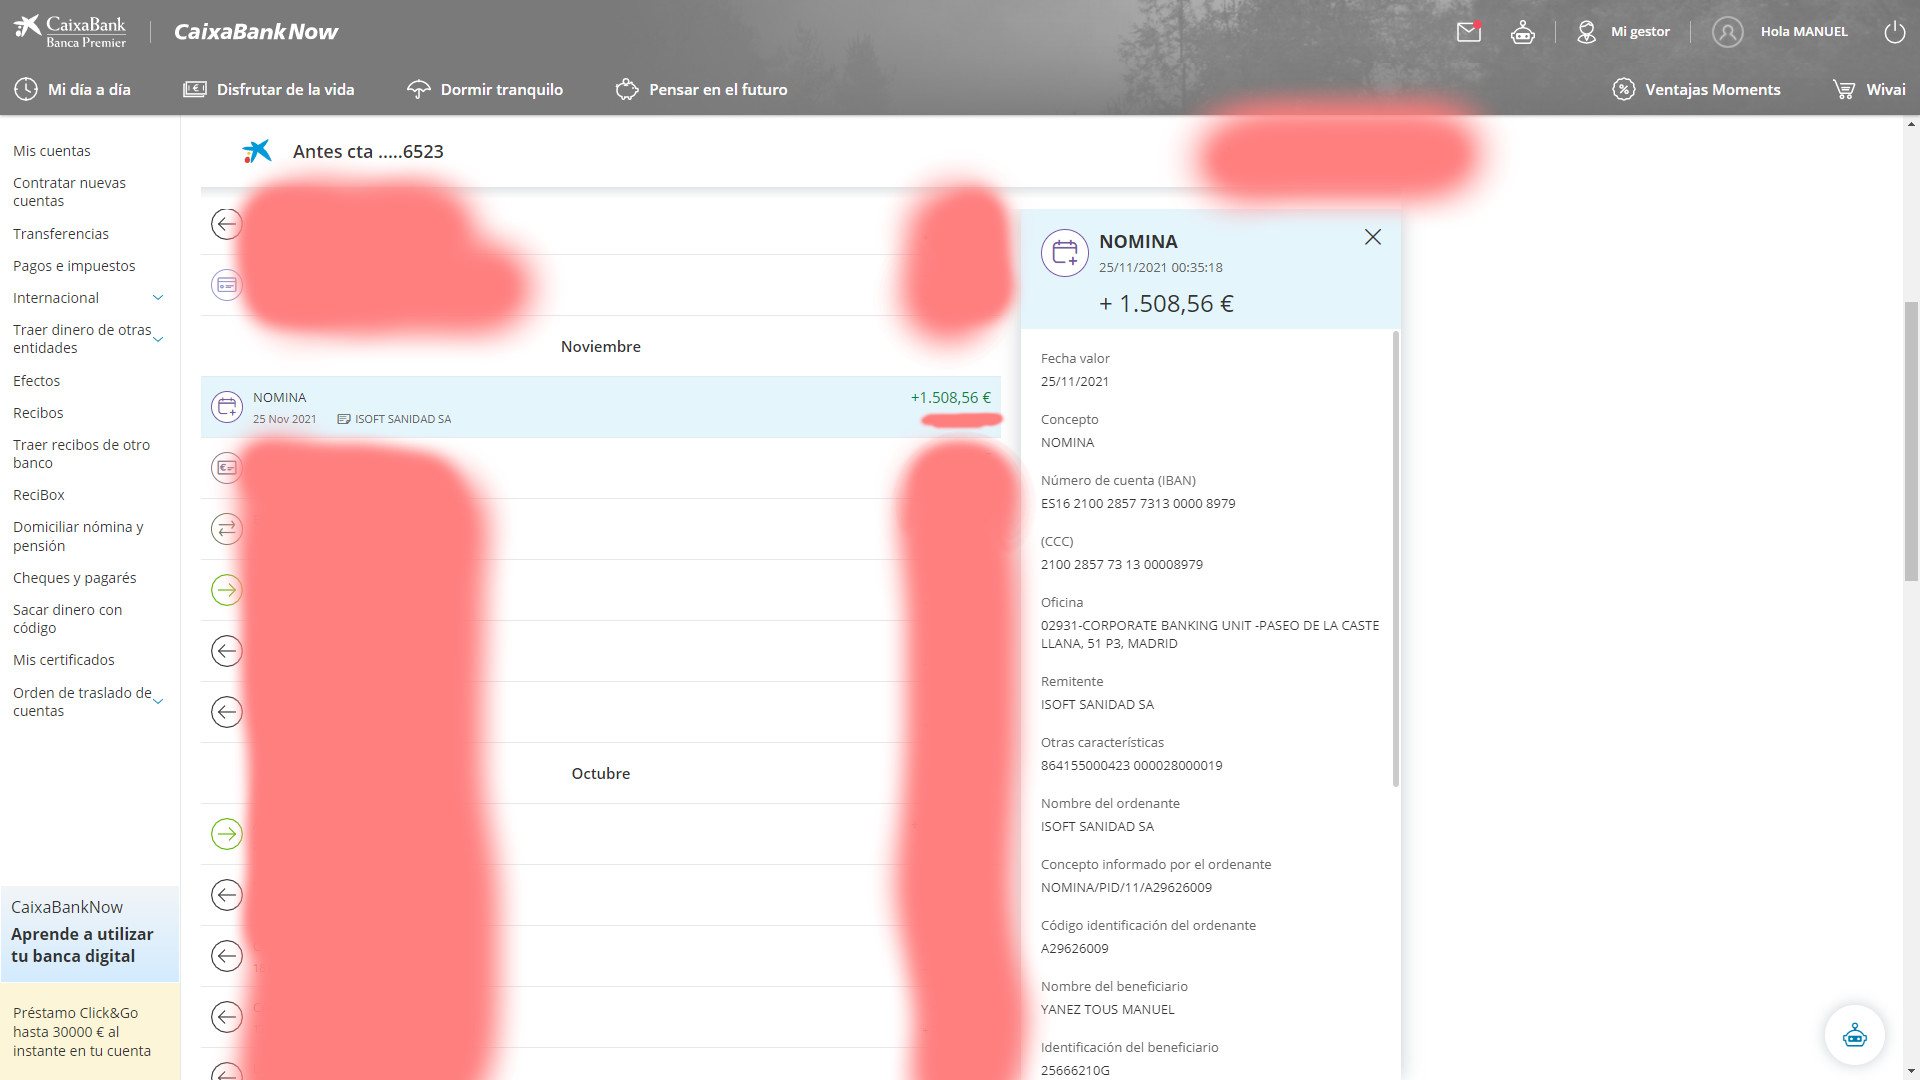 CaixaBank
Banca Premier
CaixaBankNow
Mi gestor
Hola MANUEL
Mi día a día
Disfrutar de la vida
Dormir tranquilo
Pensar en el futuro
Ventajas Moments
Wivai
Mis cuentas
Contratar nuevas
cuentas
Transferencias
Pagos e impuestos
Internacional
Traer dinero de otras
entidades
Efectos
Recibos
Traer recibos de otro
banco
ReciBox
Domiciliar nómina y
pensión
Cheques y pagarés
Sacar dinero con
código
Mis certificados
Orden de traslado de
cuentas
CaixaBankNow
Aprende a utilizar
tu banca digital
Préstamo Click&Go
hasta 30000 € al
instante en tu cuenta
Antes cta .....6523
Noviembre
NOMINA
+1.508,56 €
25 Nov 2021
ISOFT SANIDAD SA
Octubre
NOMINA
25/11/2021 00:35:18
+ 1.508,56 €
Fecha valor
25/11/2021
Concepto
NOMINA
Número de cuenta (IBAN)
ES16 2100 2857 7313 0000 8979
(CCC)
2100 2857 73 13 00008979
Oficina
02931-CORPORATE BANKING UNIT -PASEO DE LA CASTE
LLANA, 51 P3, MADRID
Remitente
ISOFT SANIDAD SA
Otras características
864155000423 000028000019
Nombre del ordenante
ISOFT SANIDAD SA
Concepto informado por el ordenante
NOMINA/PID/11/A29626009
Código identificación del ordenante
A29626009
Nombre del beneficiario
YANEZ TOUS MANUEL
Identificación del beneficiario
25666210G